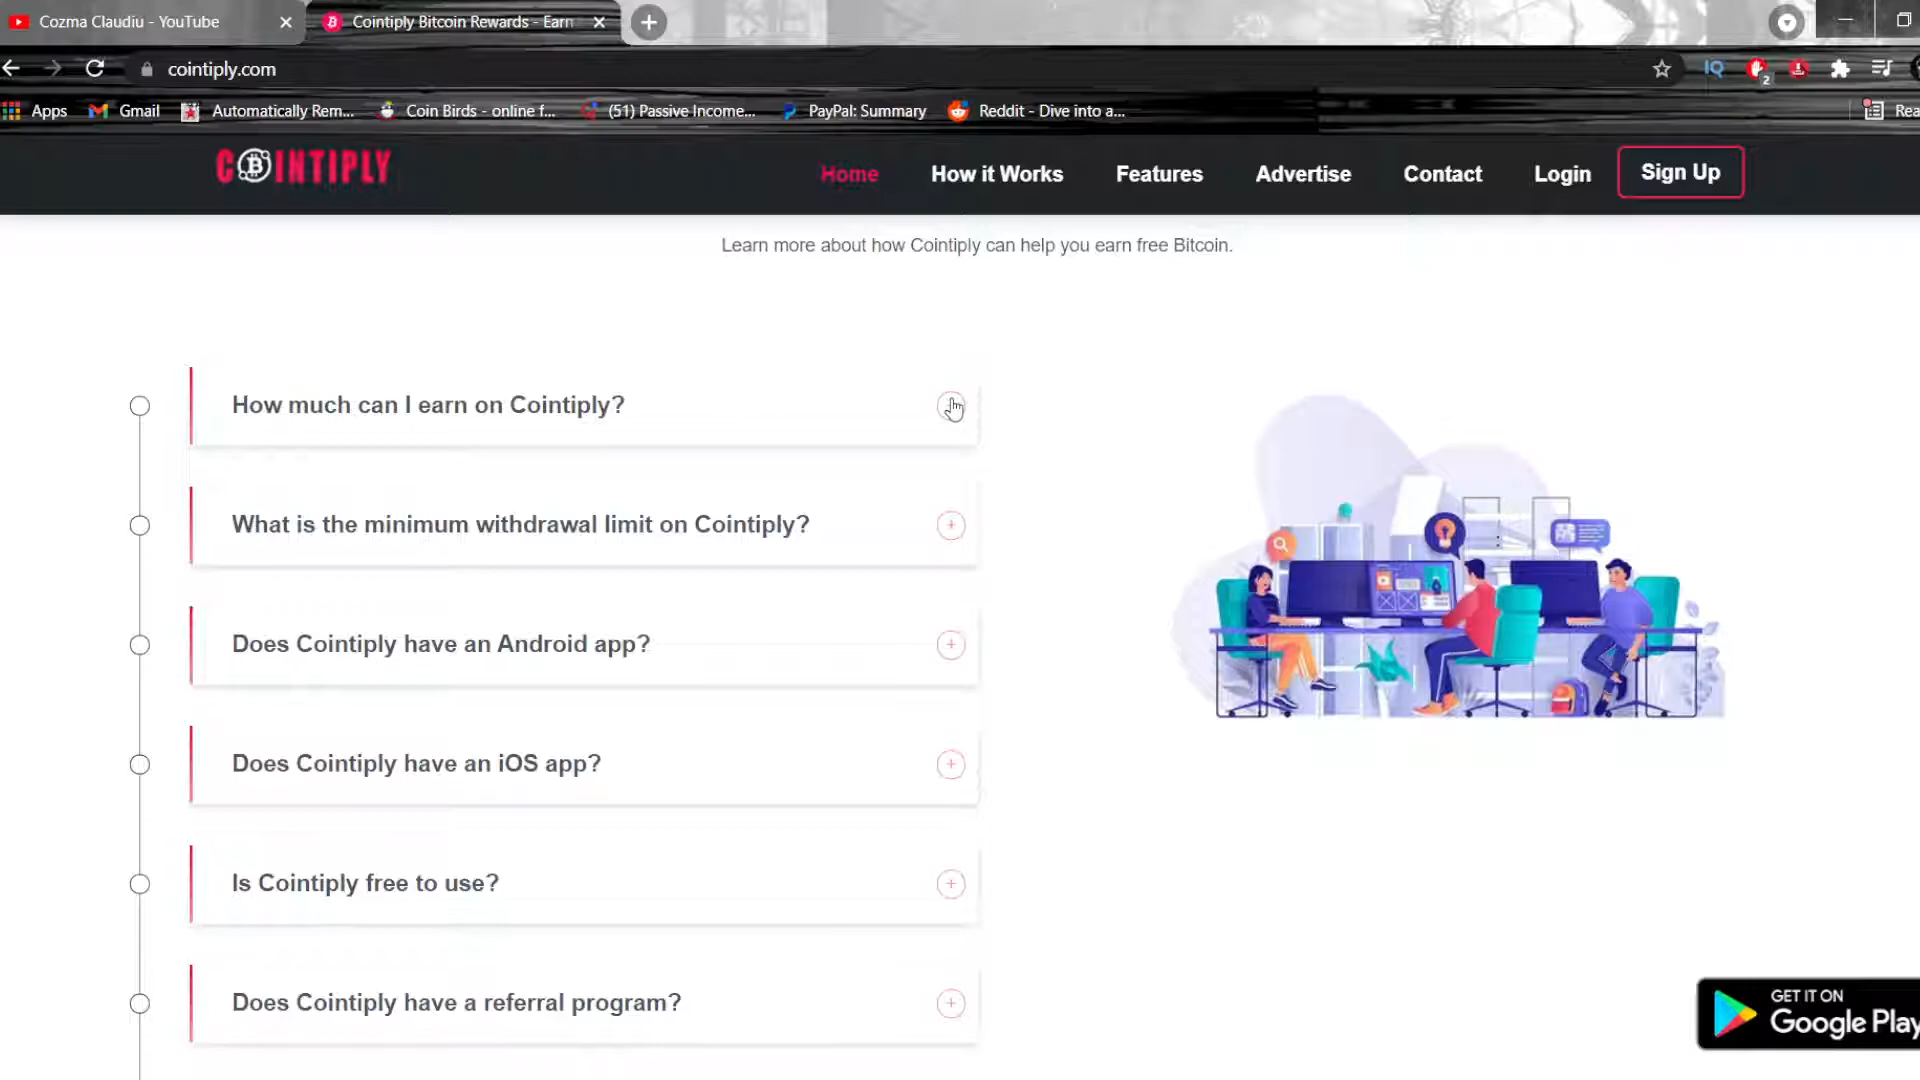 Cozma Claudiu - YouTube
Cointiply Bitcoin Rewards - Earn
cointiply.com
IQ
2
Apps
Gmail
Automatically Rem...
Coin Birds - online f...
(51) Passive Income...
PayPal: Summary
Reddit - Dive into a...
Rea
COINTIPLY
Home
How it Works
Features
Advertise
Contact
Login
Sign Up
Learn more about how Cointiply can help you earn free Bitcoin.
How much can I earn on Cointiply?
What is the minimum withdrawal limit on Cointiply?
Does Cointiply have an Android app?
Does Cointiply have an iOS app?
Is Cointiply free to use?
Does Cointiply have a referral program?
GET IT ON
Google Play